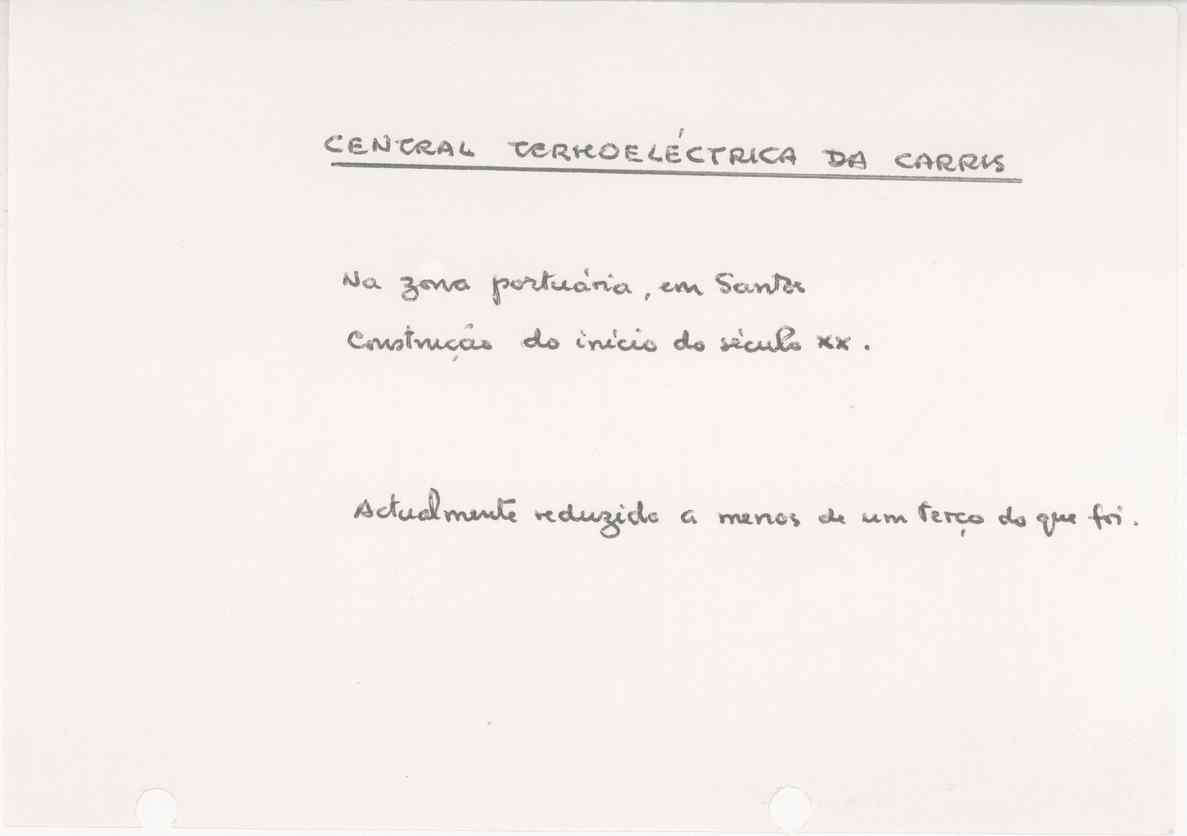 CENTRAL TERMOELÉCTRICA DA CARRIS
Na zona portuária, em Santos
Construção do início do século XX.
Actualmente reduzida a menos de um terço do que foi.